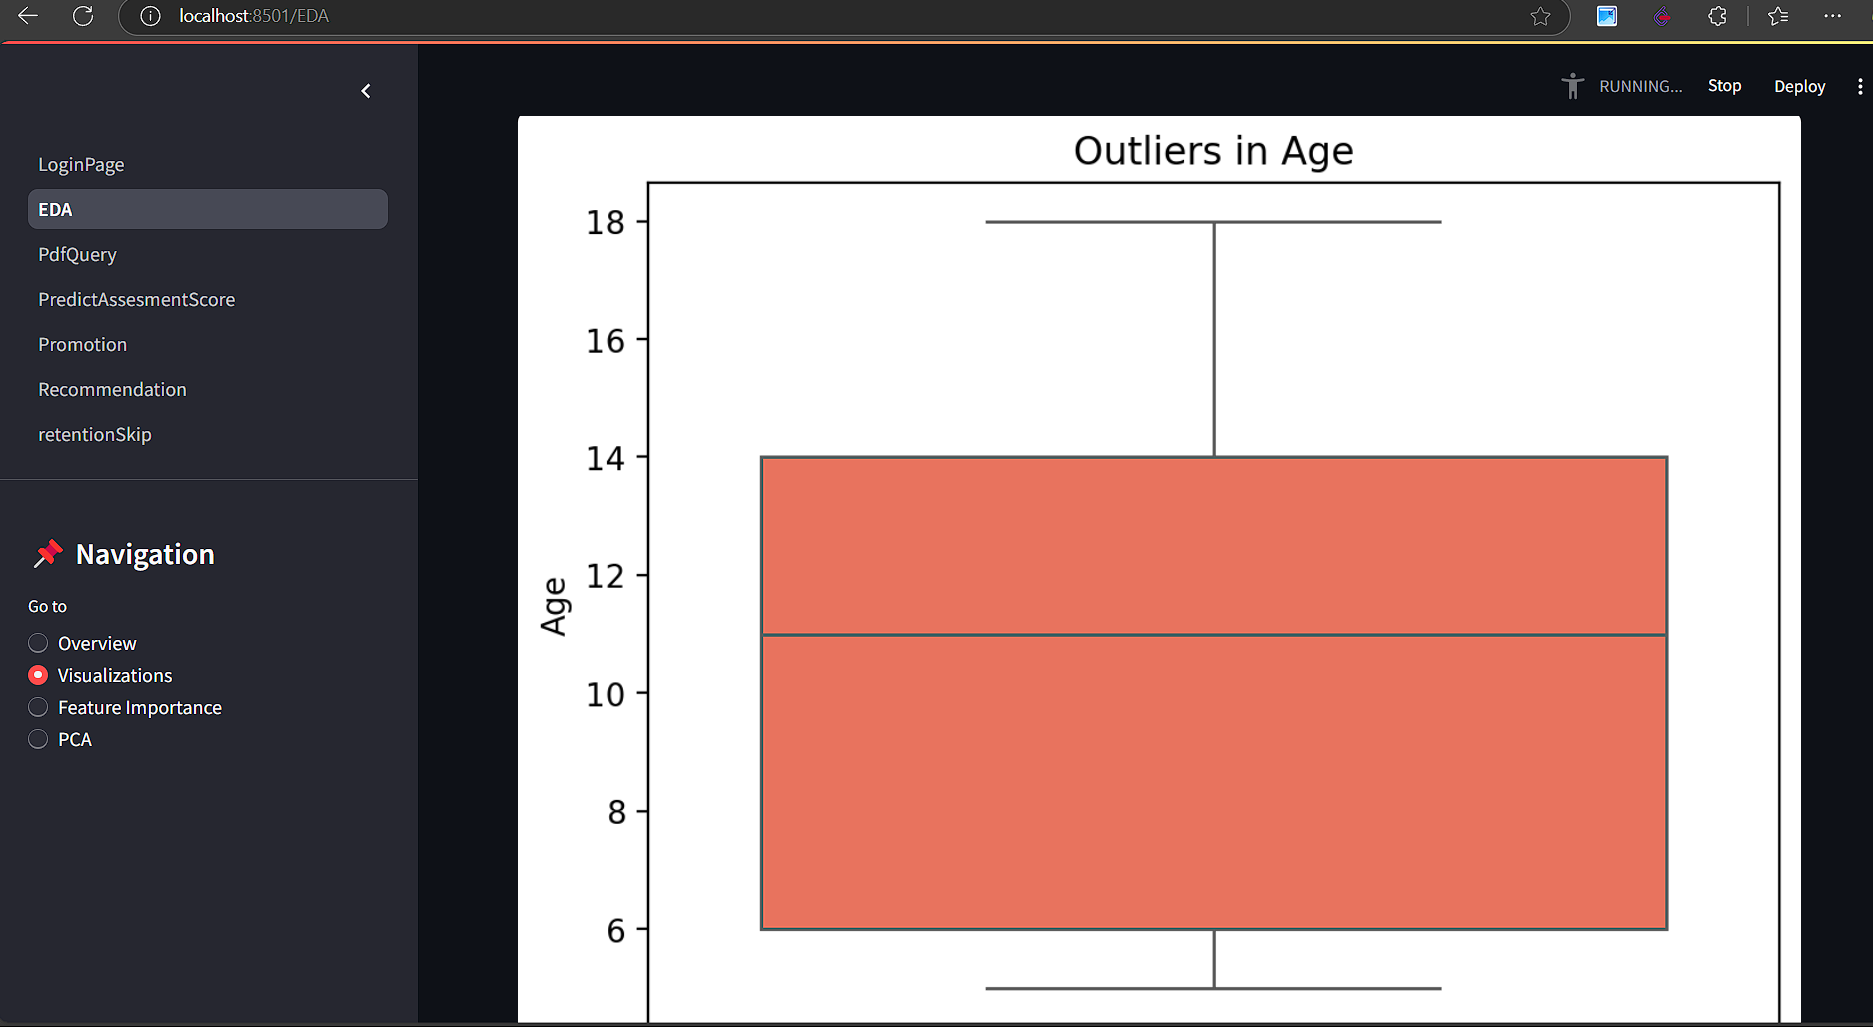 localhost:8501/EDA
RUNNING...
Stop
Deploy
LoginPage
EDA
PdfQuery
PredictAssesmentScore
Promotion
Recommendation
retentionSkip
Navigation
Go to
Overview
Visualizations
Feature Importance
PCA
Outliers in Age
18
16
14
12
10
8
6
Age